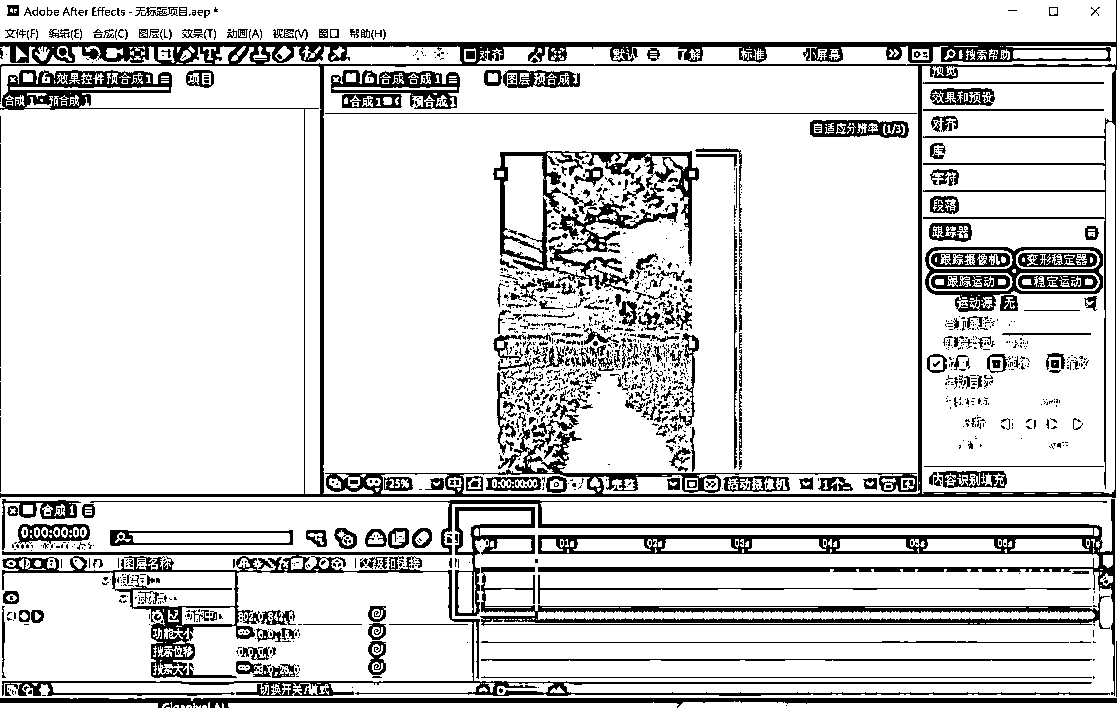 Adobe After Effects - 无标题项目.aep *
文件(F) 编辑(E) 合成(C) 图层(L) 效果(T) 动画(A) 视图(V) 窗口 帮助(H)
对齐 默认 了解 标准 小屏幕 搜索帮助
效果控件 预合成 1 项目
合成 合成 1 图层 预合成 1
预览
合成 1 预合成 1
合成 1 预合成 1
效果和预设
自适应分辨率 (1/3)
对齐
库
字符
段落
跟踪器
跟踪摄像机 变形稳定器
跟踪运动 稳定运动
运动源 无
当前跟踪
位置 旋转 缩放
运动目标
内容识别填充
25% 0:00:00:00 完整 活动摄像机 1个...
合成 1
0:00:00:00
01s 02s 03s 04s 05s 06s
图层名称 父级和链接
功能中心
功能大小
搜索位移 0.0,0.0
搜索大小
切换开关/模式